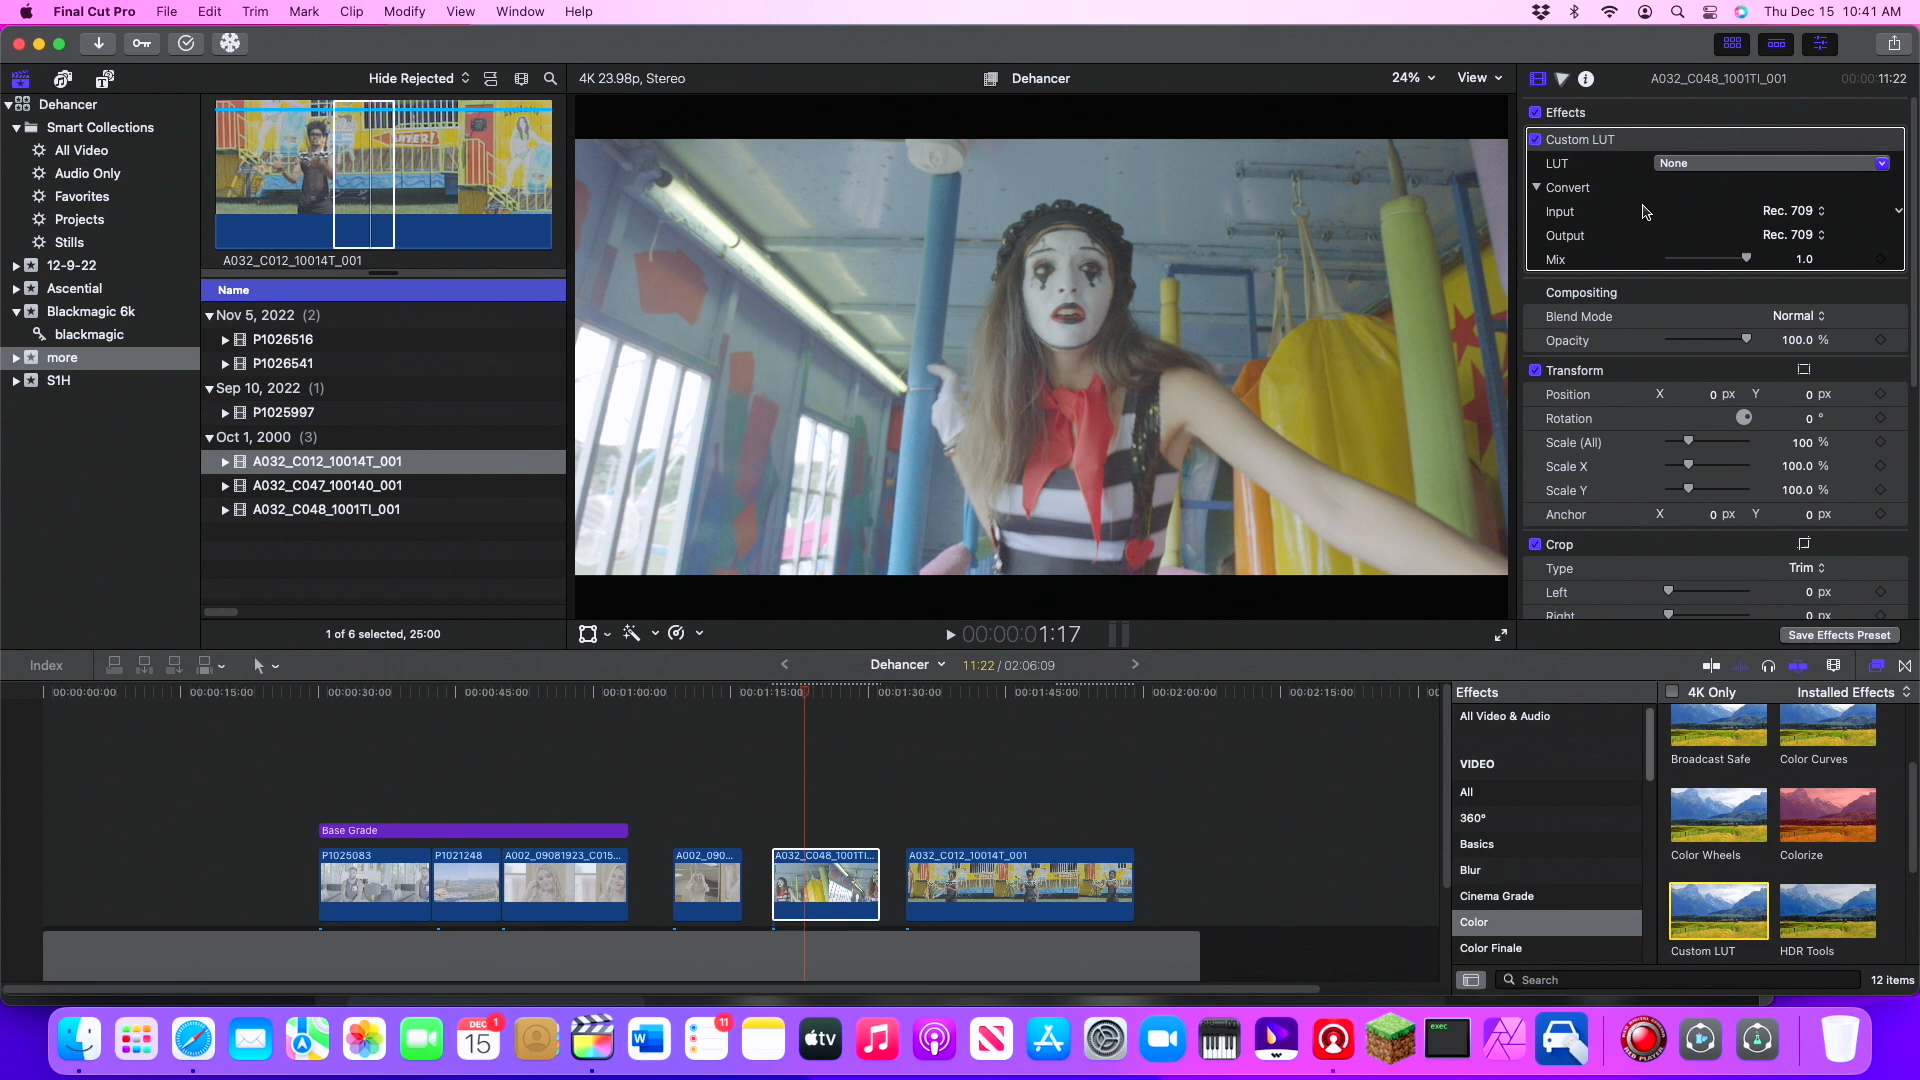 Final Cut Pro File Edit Trim Mark Clip Modify View Window Help
Thu Dec 15 10:41 AM
Hide Rejected
4K 23.98p, Stereo
Dehancer
24% View
A032_C048_1001TI_001
00:00:011:22
Dehancer
Smart Collections
All Video
Audio Only
Favorites
Projects
Stills
12-9-22
Ascential
Blackmagic 6k
blackmagic
more
S1H
A032_C012_10014T_001
Name
Nov 5, 2022 (2)
P1026516
P1026541
Sep 10, 2022 (1)
P1025997
Oct 1, 2000 (3)
A032_C012_10014T_001
A032_C047_100140_001
A032_C048_1001TI_001
1 of 6 selected, 25:00
00:00:01:17
Effects
Custom LUT
LUT None
Convert
Input Rec. 709
Output Rec. 709
Mix 1.0
Compositing
Blend Mode Normal
Opacity 100.0 %
Transform
Position X 0 px Y 0 px
Rotation 0 °
Scale (All) 100 %
Scale X 100.0 %
Scale Y 100.0 %
Anchor X 0 px Y 0 px
Crop
Type Trim
Left 0 px
Right 0 px
Save Effects Preset
Index
Dehancer 11:22 / 02:06:09
00:00:00:00 00:00:15:00 00:00:30:00 00:00:45:00 00:01:00:00 00:01:15:00 00:01:30:00 00:01:45:00 00:02:00:00 00:02:15:00
Base Grade
P1025083 P1021248 A002_09081923_C015... A002_090... A032_C048_1001TI... A032_C012_10014T_001
Effects
4K Only Installed Effects
All Video & Audio
VIDEO
All
360°
Basics
Blur
Cinema Grade
Color
Color Finale
Broadcast Safe Color Curves
Color Wheels Colorize
Custom LUT HDR Tools
Search
12 items
DEC 1
15
11
tv
exec